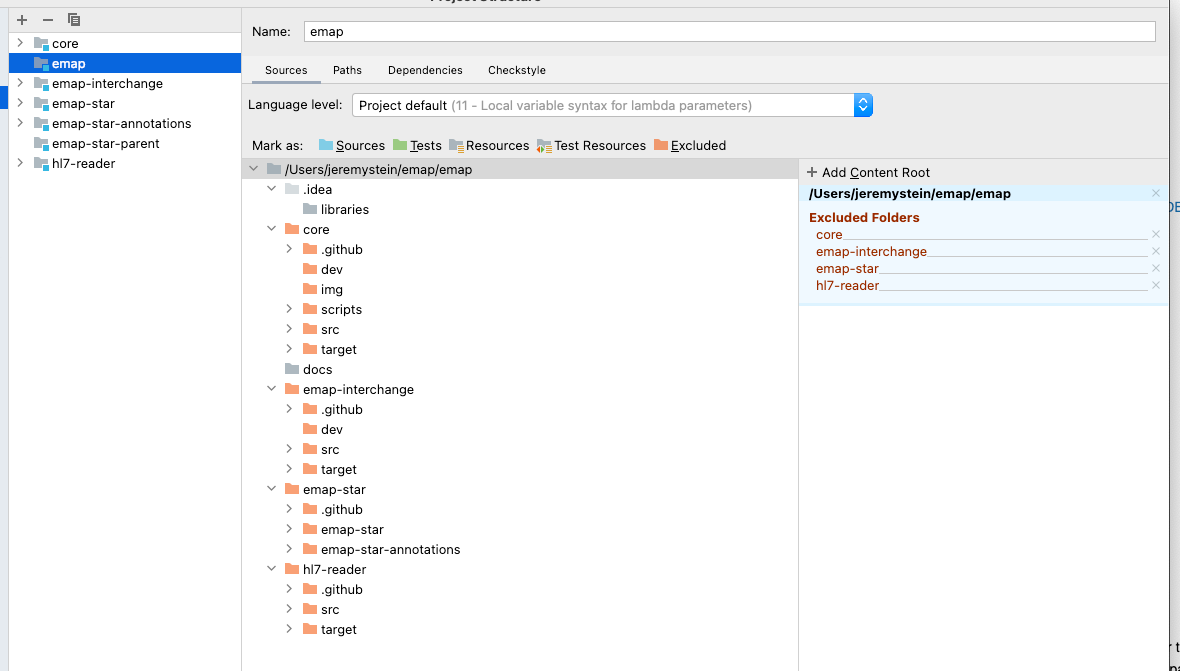 core
emap
emap-interchange
emap-star
emap-star-annotations
emap-star-parent
hl7-reader
Name: emap
Sources Paths Dependencies Checkstyle
Language level: Project default (11 - Local variable syntax for lambda parameters)
Mark as: Sources Tests Resources Test Resources Excluded
/Users/jeremystein/emap/emap
.idea
libraries
core
.github
dev
img
scripts
src
target
docs
emap-interchange
.github
dev
src
target
emap-star
.github
emap-star
emap-star-annotations
hl7-reader
.github
src
target
Add Content Root
/Users/jeremystein/emap/emap
Excluded Folders
core
emap-interchange
emap-star
hl7-reader